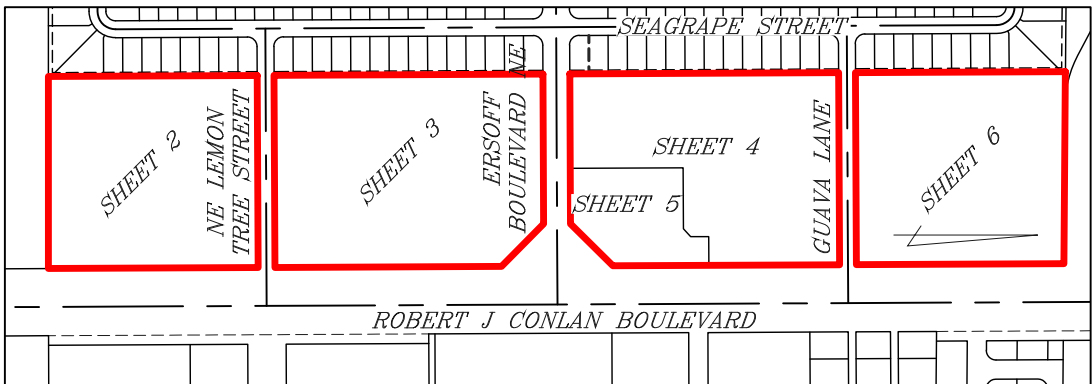 SEAGRAPE STREET
SHEET 2
NE LEMON
TREE STREET
SHEET 3
ERSOFF
BOULEVARD NE
SHEET 4
SHEET 5
GUAVA LANE
SHEET 6
ROBERT J CONLAN BOULEVARD